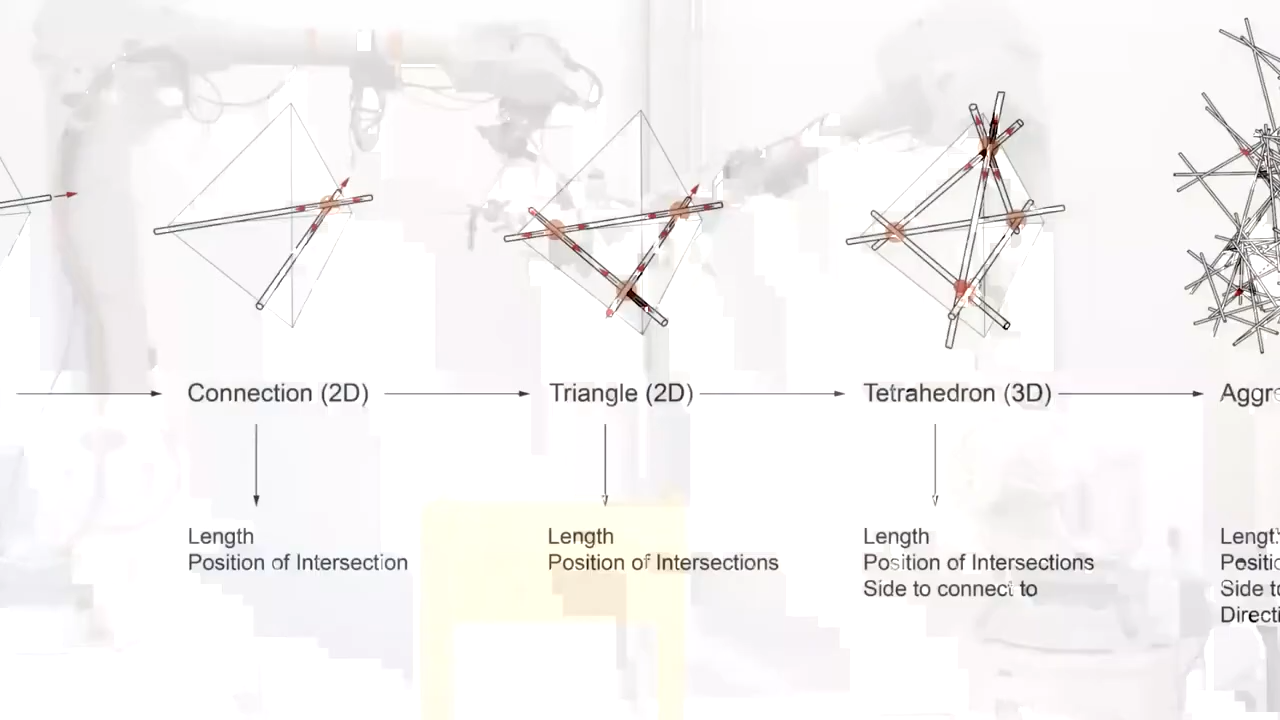 Connection (2D)
Triangle (2D)
Tetrahedron (3D)
Length
Position of Intersection
Length
Position of Intersections
Length
Position of Intersections
Side to connect to
Side